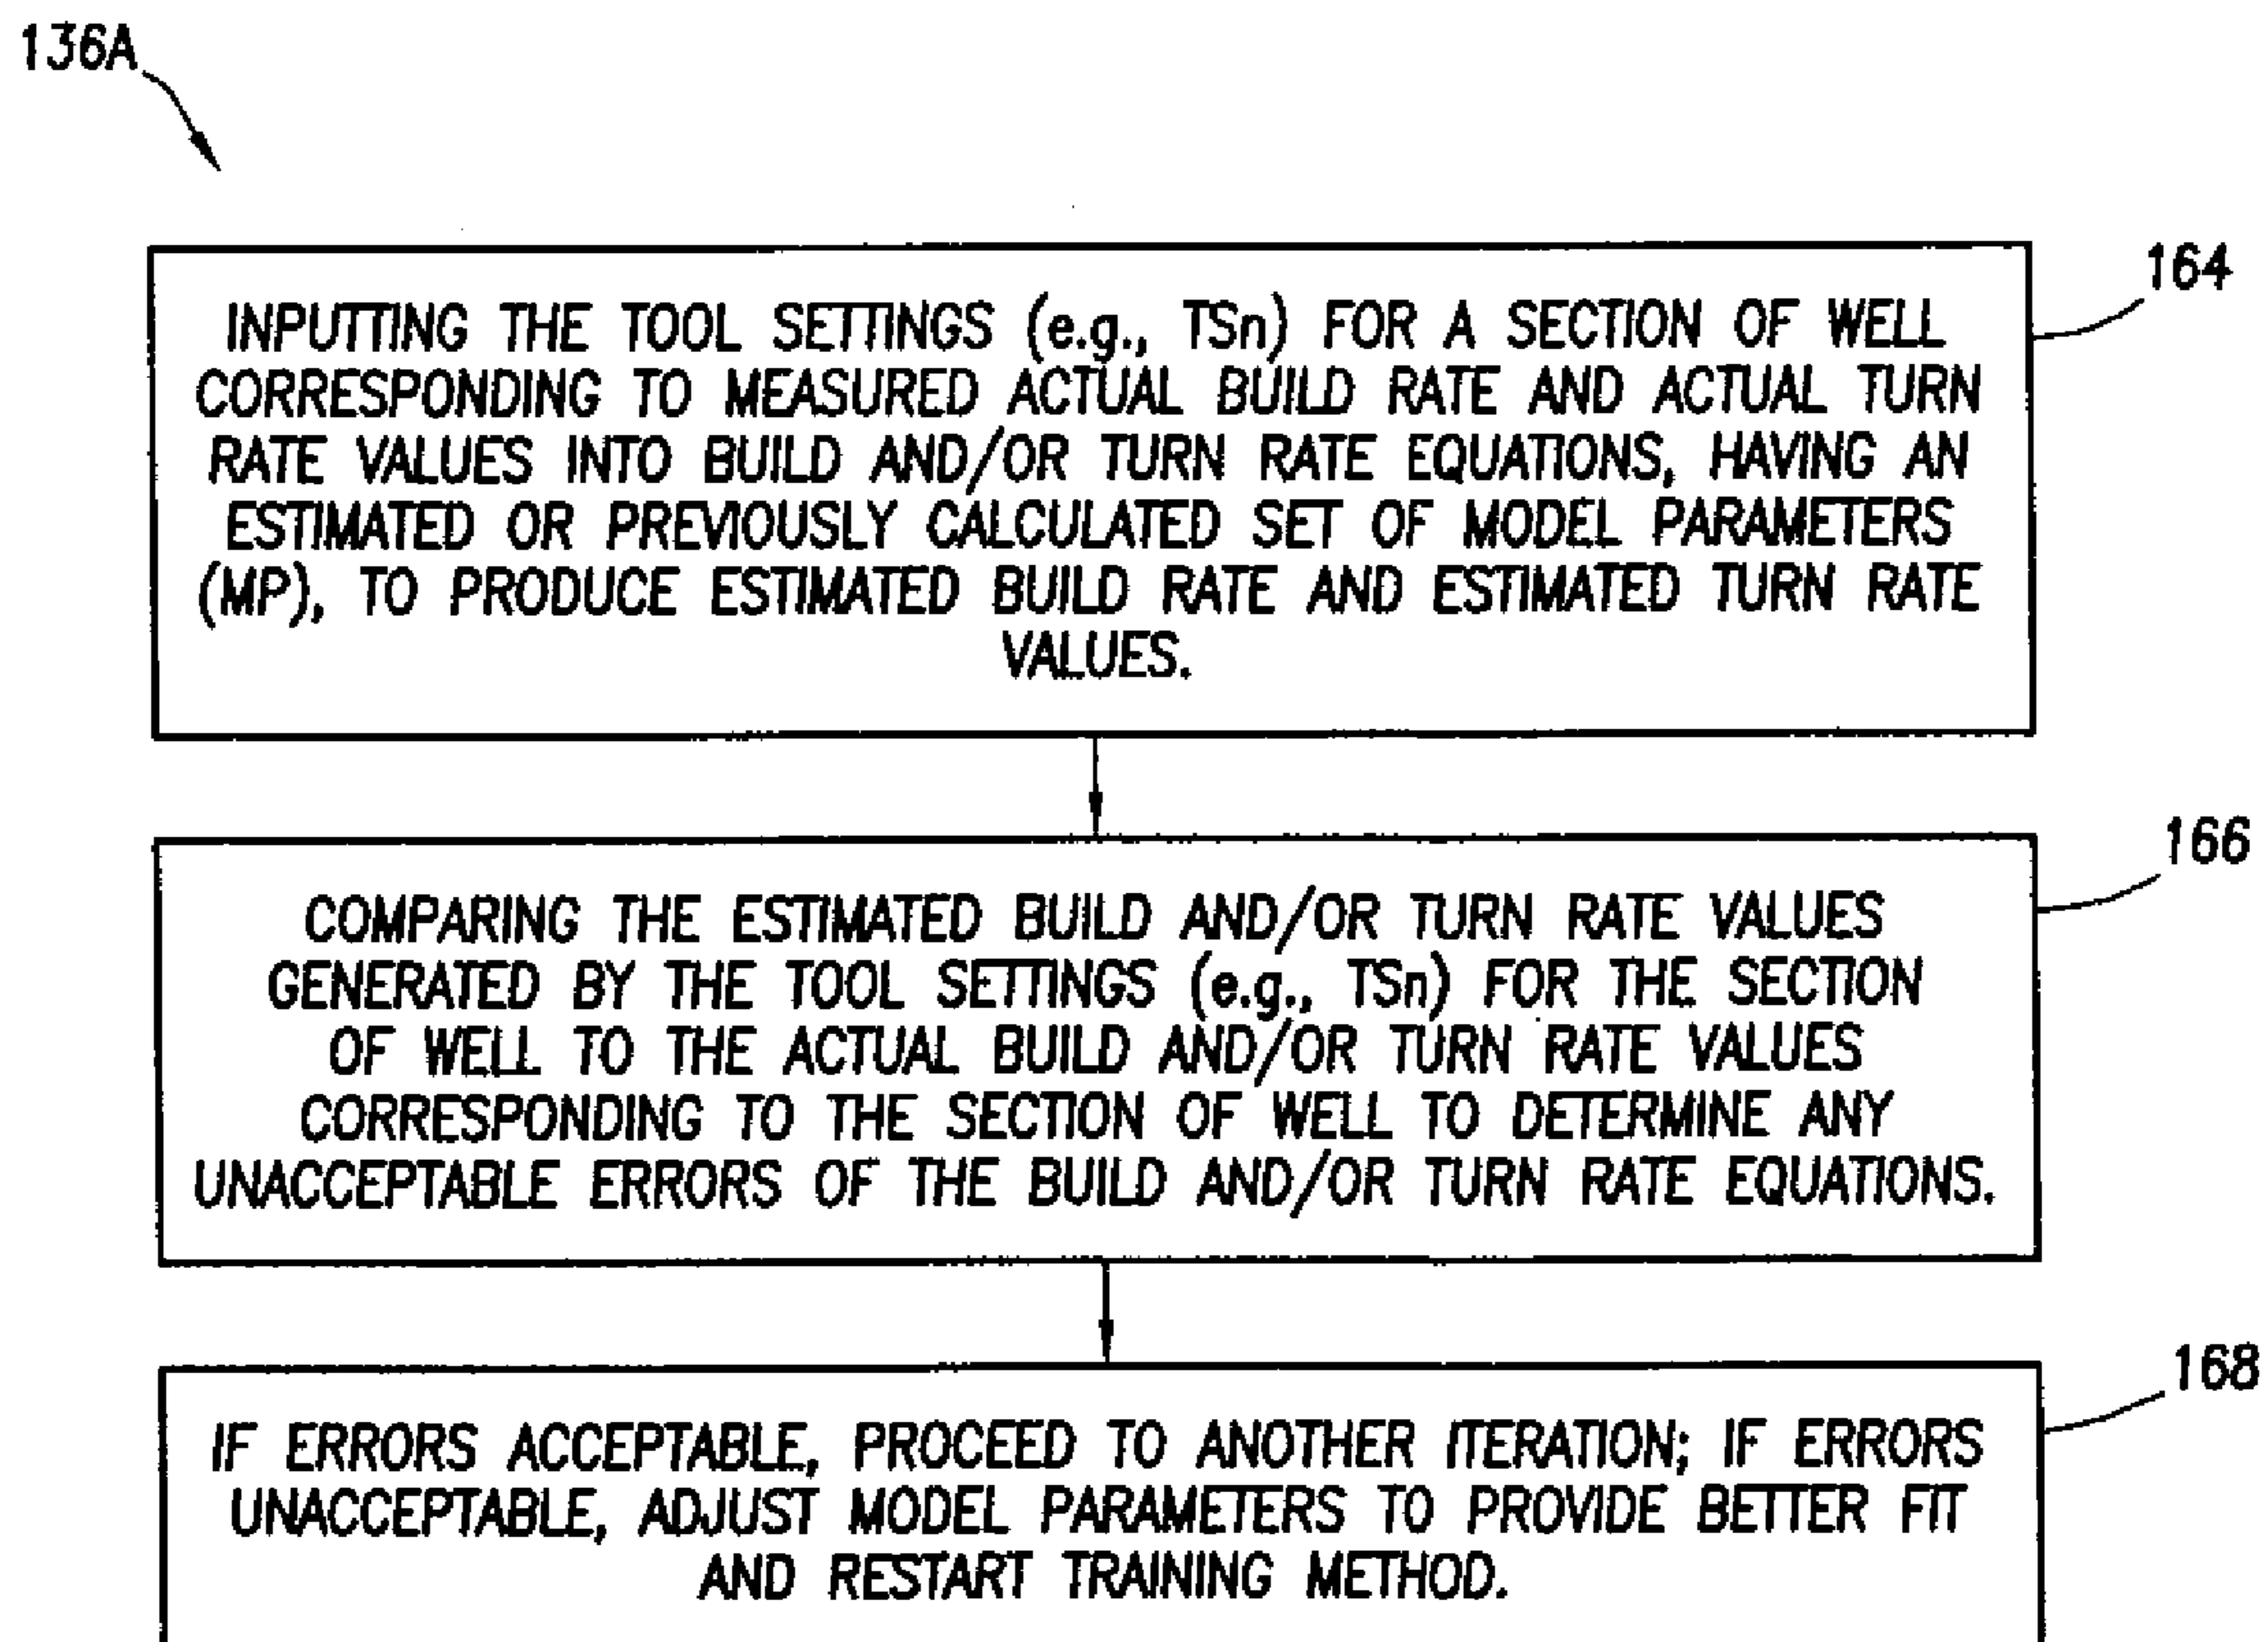 136A
164
INPUTTING THE TOOL SETTINGS (e.g., TSn) FOR A SECTION OF WELL
CORRESPONDING TO MEASURED ACTUAL BUILD RATE AND ACTUAL TURN
RATE VALUES INTO BUILD AND/OR TURN RATE EQUATIONS, HAVING AN
ESTIMATED OR PREVIOUSLY CALCULATED SET OF MODEL PARAMETERS
(MP), TO PRODUCE ESTIMATED BUILD RATE AND ESTIMATED TURN RATE
VALUES.
166
COMPARING THE ESTIMATED BUILD AND/OR TURN RATE VALUES
GENERATED BY THE TOOL SETTINGS (e.g., TSn) FOR THE SECTION
OF WELL TO THE ACTUAL BUILD AND/OR TURN RATE VALUES
CORRESPONDING TO THE SECTION OF WELL TO DETERMINE ANY
UNACCEPTABLE ERRORS OF THE BUILD AND/OR TURN RATE EQUATIONS.
168
IF ERRORS ACCEPTABLE, PROCEED TO ANOTHER ITERATION; IF ERRORS
UNACCEPTABLE, ADJUST MODEL PARAMETERS TO PROVIDE BETTER FIT
AND RESTART TRAINING METHOD.